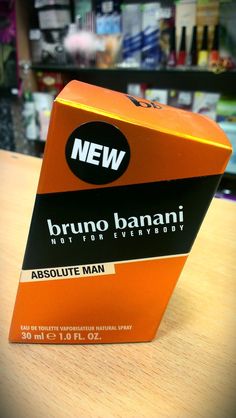 NEW
bruno banani
NOT FOR EVERYBODY
ABSOLUTE MAN
EAU DE TOILETTE VAPORISATEUR NATURAL SPRAY
30 ml ℮ 1.0 FL. OZ.